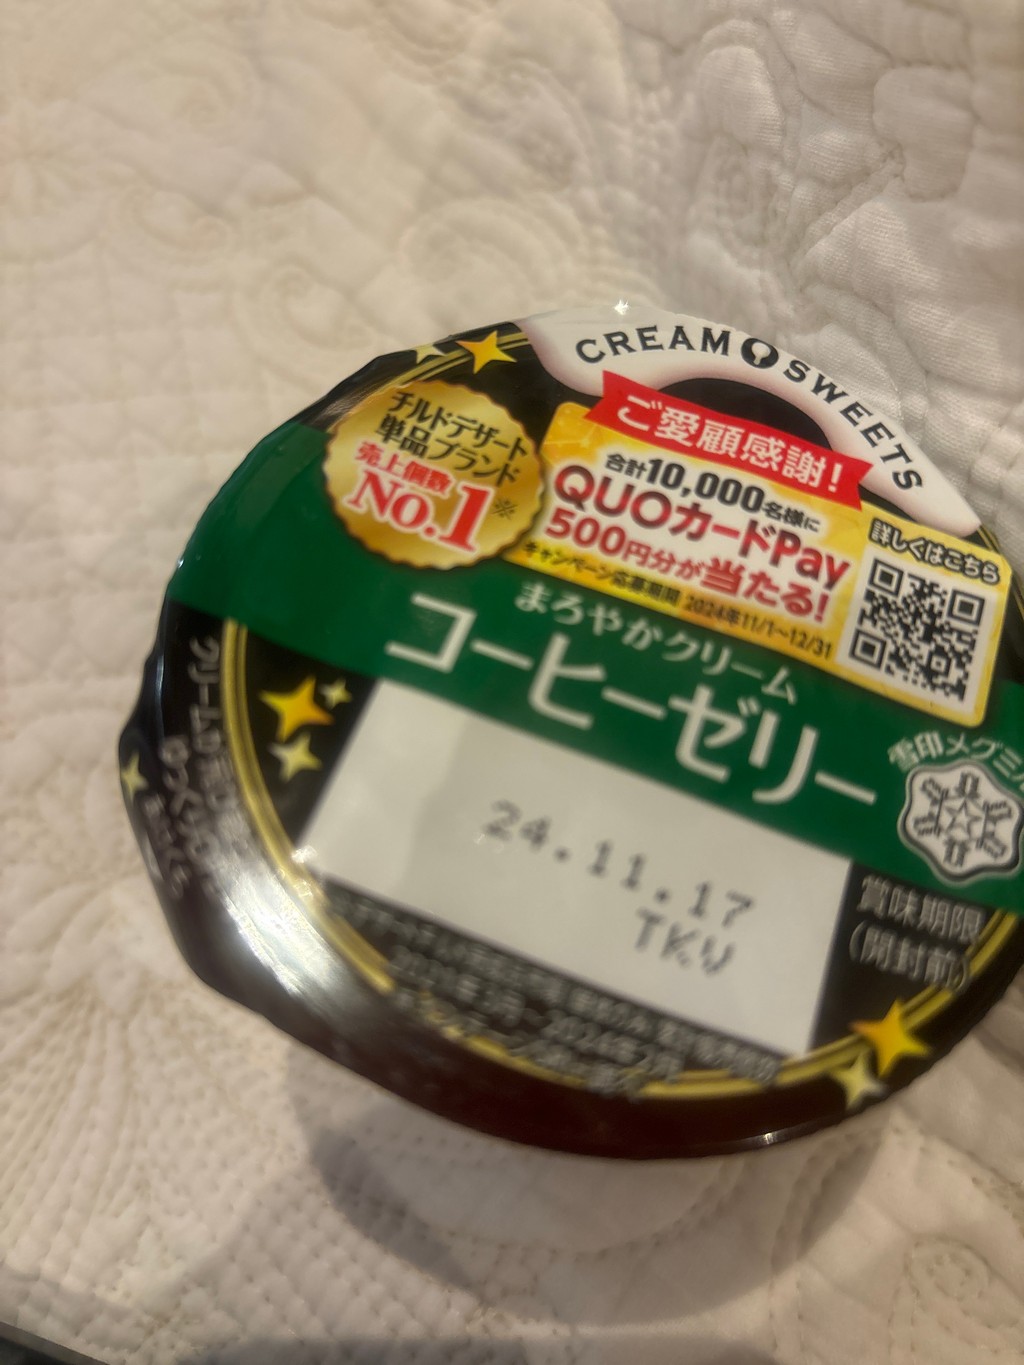 CREAM SWEETS
ご愛顧感謝!
チルドデザート
単品ブランド
売上個数
No.1※
合計10,000名様に
QUOカードPay
500円分が当たる!
キャンペーン応募期間 2024年11/1~12/31
詳しくはこちら
まろやかクリーム
コーヒーゼリー
雪印メグミル
24.11.17
TKV
賞味期限
(開封前)